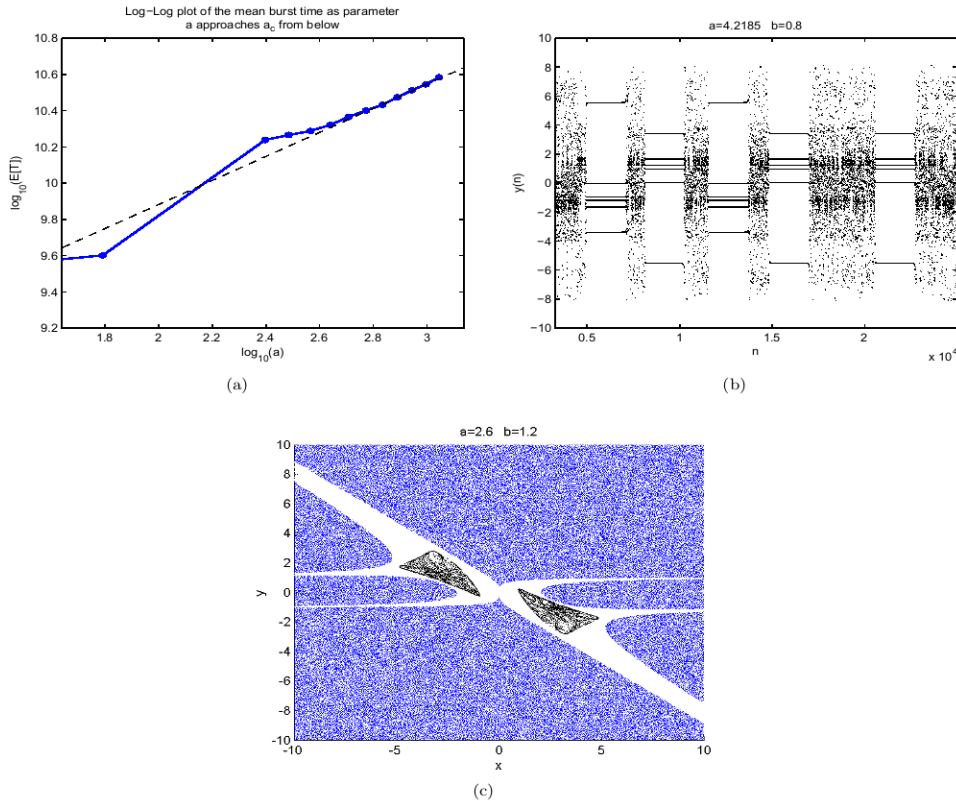 Log−Log plot of the mean burst time as parameter
a approaches a_c from below
10.8
10.6
10.4
10.2
10
9.8
9.6
9.4
9.2
log_10(E[T])
1.8 2 2.2 2.4 2.6 2.8 3
log_10(a)
(a)
a=4.2185 b=0.8
10
8
6
4
2
0
−2
−4
−6
−8
−10
y(n)
0.5 1 1.5 2 2.5
n
x 10^4
(b)
a=2.6 b=1.2
10
8
6
4
2
0
-2
-4
-6
-8
-10
y
-10 -5 0 5 10
x
(c)